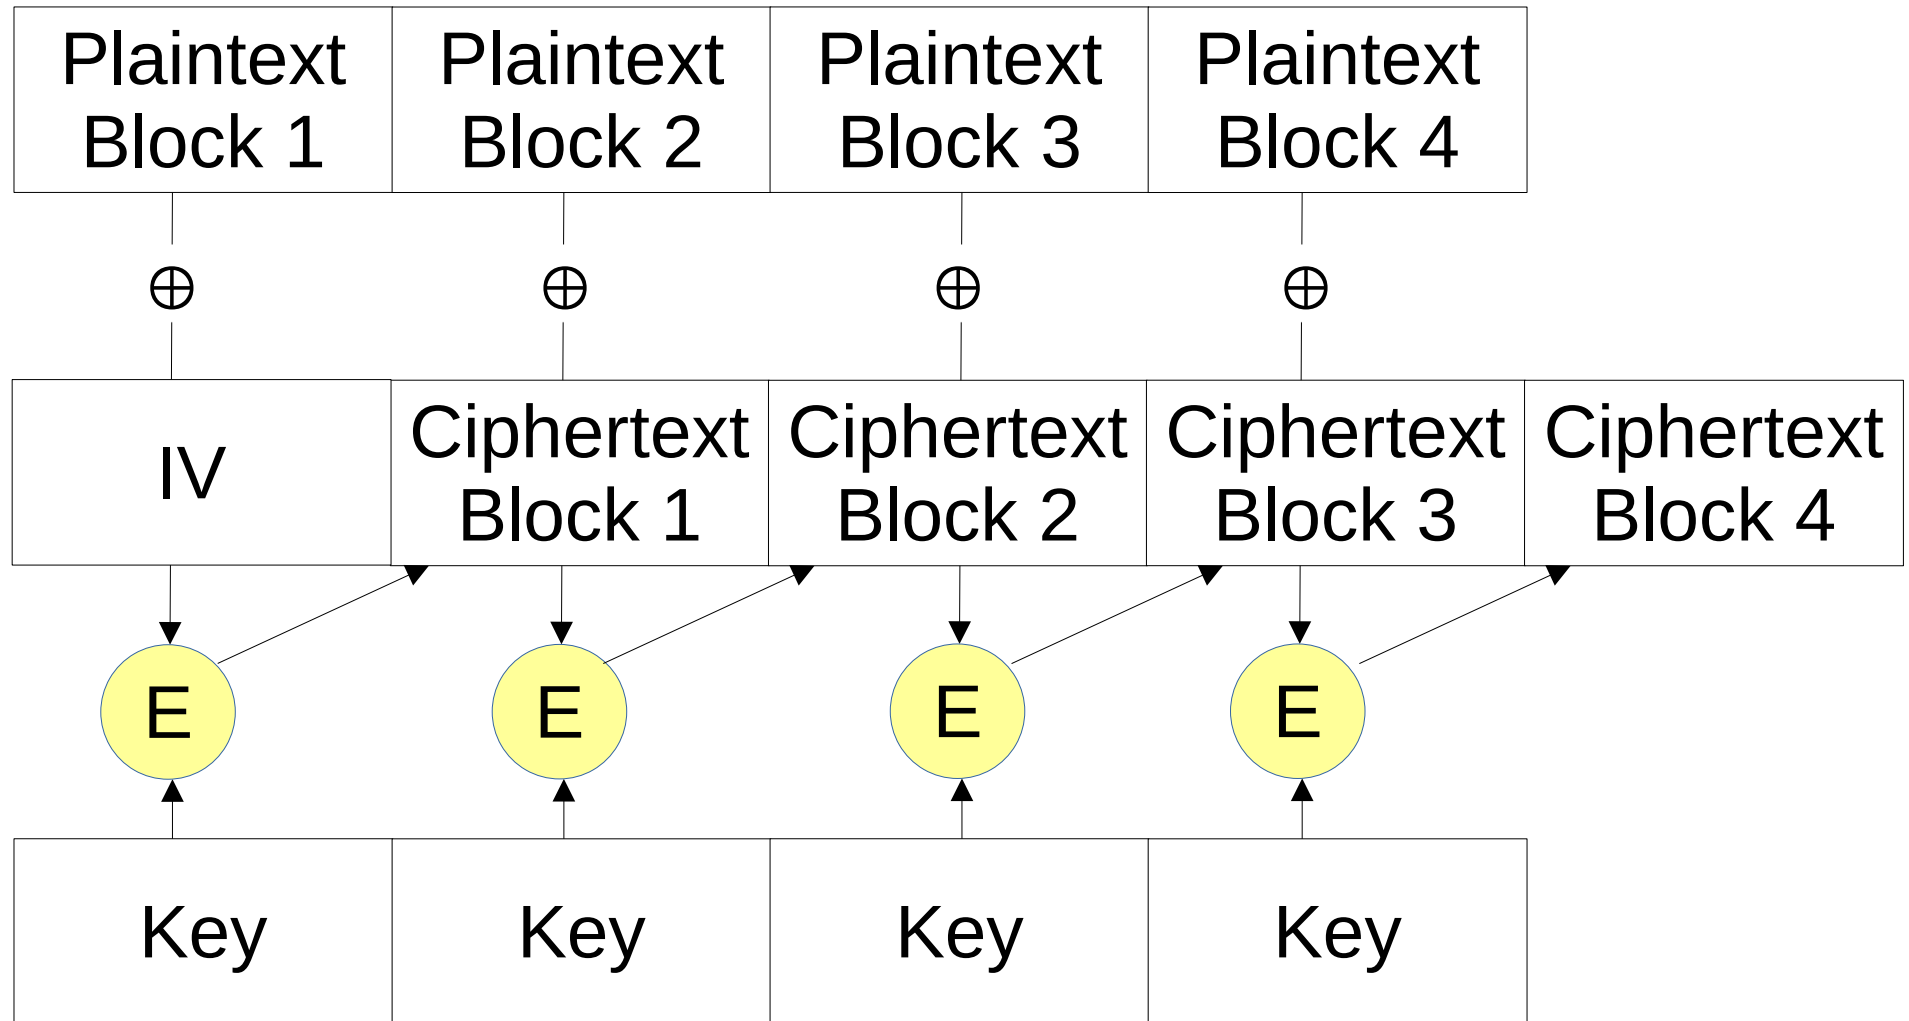 Plaintext Block 1
Plaintext Block 2
Plaintext Block 3
Plaintext Block 4
⊕ ⊕ ⊕ ⊕
IV
Ciphertext Block 1
Ciphertext Block 2
Ciphertext Block 3
Ciphertext Block 4
E E E E
Key Key Key Key